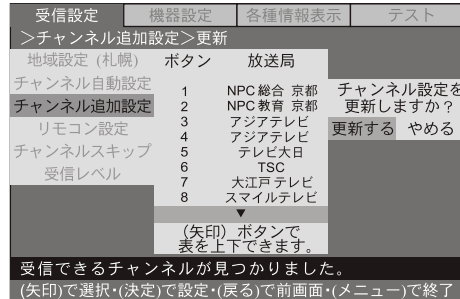 受信設定 機器設定 各種情報表示 テスト
>チャンネル追加設定>更新
地域設定 (札幌)
チャンネル自動設定
チャンネル追加設定
リモコン設定
チャンネルスキップ
受信レベル
ボタン 放送局
1 NPC総合 京都
2 NPC教育 京都
3 アジアテレビ
4 アジアテレビ
5 テレビ大日
6 TSC
7 大江戸テレビ
8 スマイルテレビ
▼
(矢印) ボタンで
表を上下できます。
チャンネル設定を
更新しますか？
更新する やめる
受信できるチャンネルが見つかりました。
(矢印)で選択・(決定)で設定・(戻る)で前画面・(メニュー)で終了